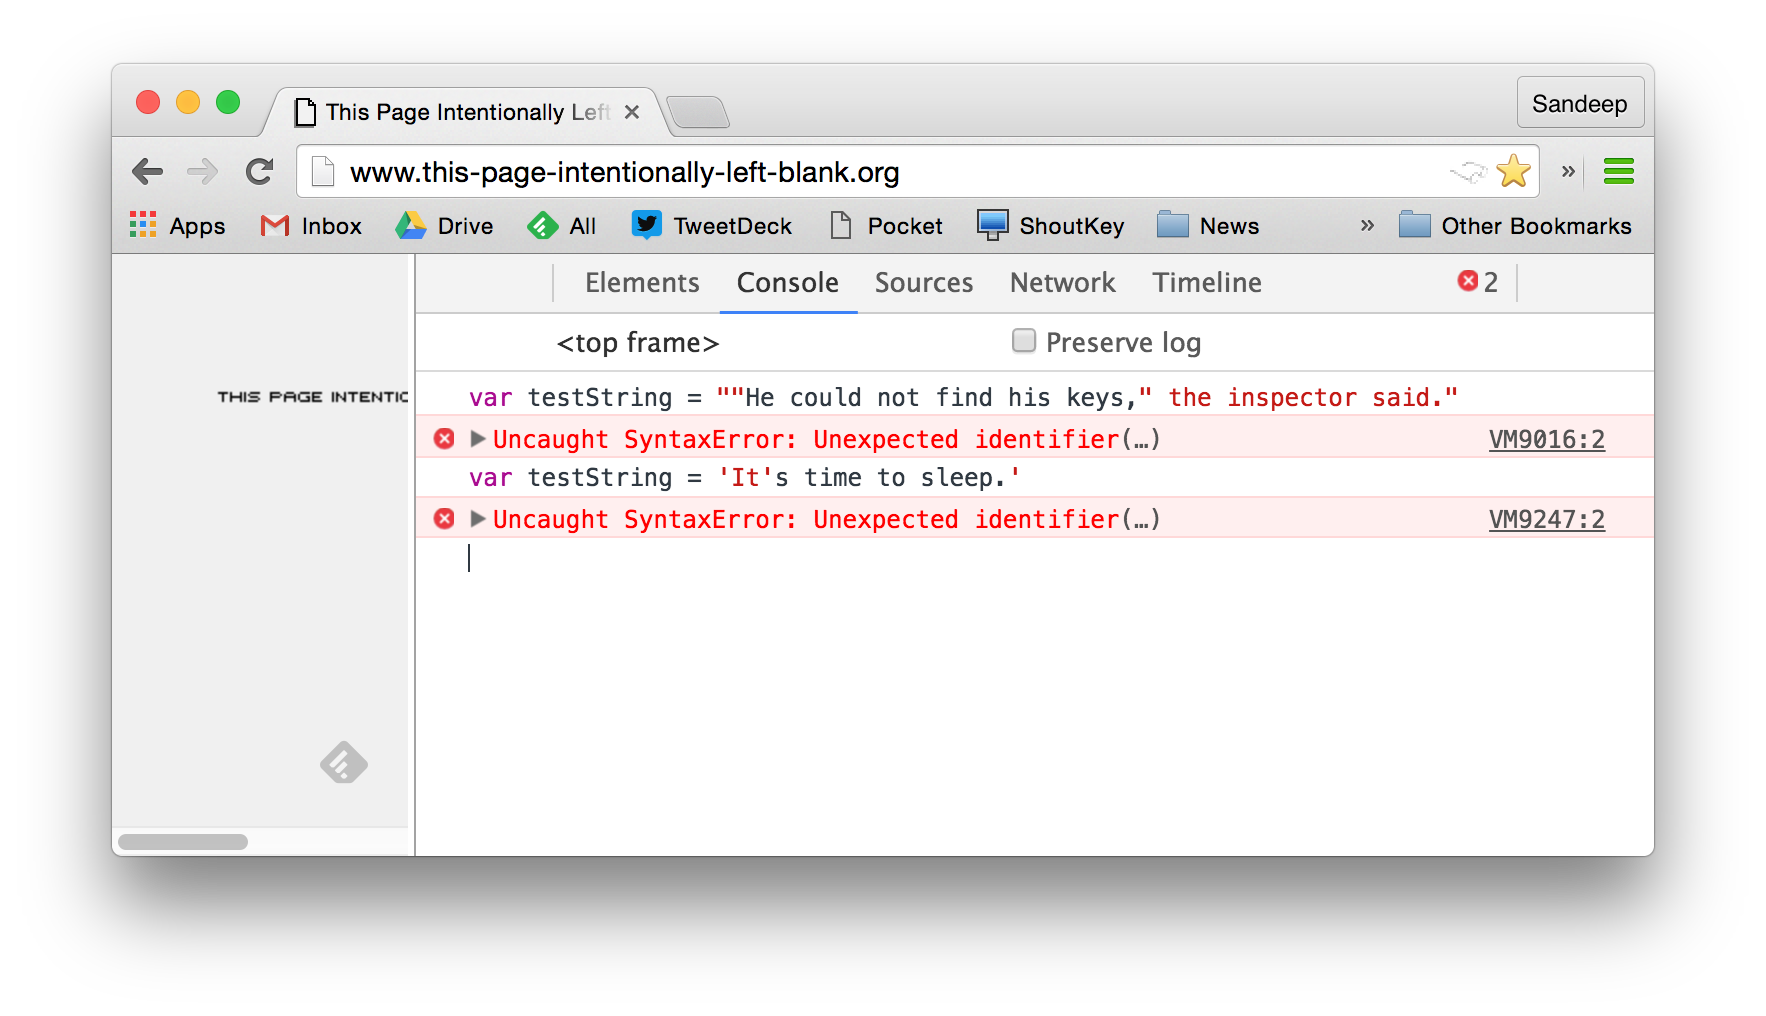 This Page Intentionally Left
Sandeep
www.this-page-intentionally-left-blank.org
Apps Inbox Drive All TweetDeck Pocket ShoutKey News » Other Bookmarks
Elements Console Sources Network Timeline 2
<top frame> Preserve log
THIS PAGE INTENTIO
var testString = ""He could not find his keys," the inspector said."
Uncaught SyntaxError: Unexpected identifier(…) VM9016:2
var testString = 'It's time to sleep.'
Uncaught SyntaxError: Unexpected identifier(…) VM9247:2